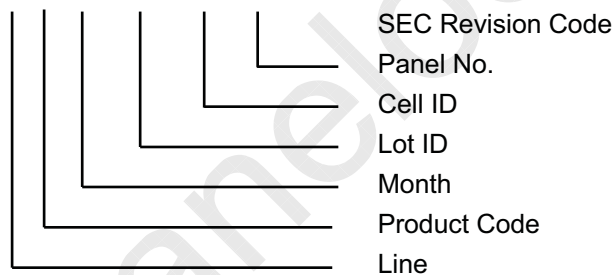 SEC Revision Code
Panel No.
Cell ID
Lot ID
Month
Product Code
Line